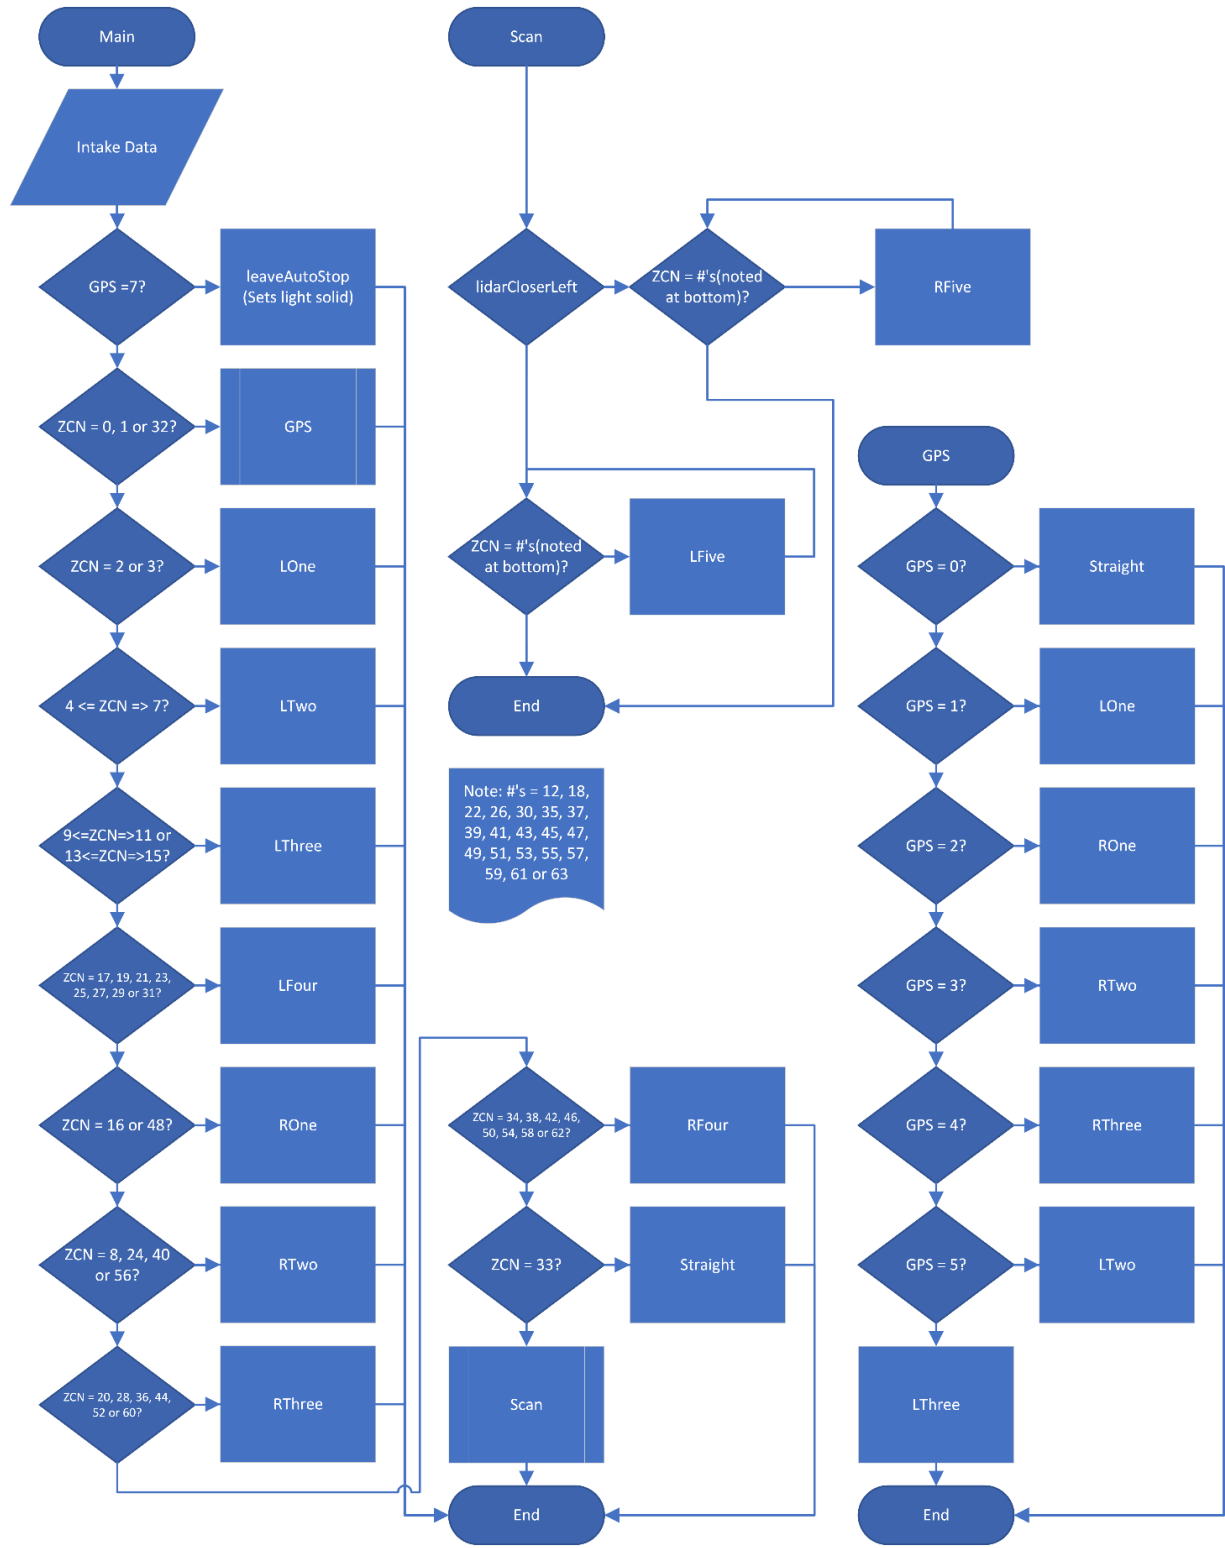 Main
Intake Data
GPS =7?
leaveAutoStop
(Sets light solid)
ZCN = 0, 1 or 32?
GPS
ZCN = 2 or 3?
LOne
4 <= ZCN => 7?
LTwo
9<=ZCN=>11 or
13<=ZCN=>15?
LThree
ZCN = 17, 19, 21, 23,
25, 27, 29 or 31?
LFour
ZCN = 16 or 48?
ROne
ZCN = 8, 24, 40
or 56?
RTwo
ZCN = 20, 28, 36, 44,
52 or 60?
RThree
Scan
lidarCloserLeft
ZCN = #'s(noted
at bottom)?
RFive
ZCN = #'s(noted
at bottom)?
LFive
End
Note: #'s = 12, 18,
22, 26, 30, 35, 37,
39, 41, 43, 45, 47,
49, 51, 53, 55, 57,
59, 61 or 63
ZCN = 34, 38, 42, 46,
50, 54, 58 or 62?
RFour
ZCN = 33?
Straight
Scan
End
GPS
GPS = 0?
Straight
GPS = 1?
LOne
GPS = 2?
ROne
GPS = 3?
RTwo
GPS = 4?
RThree
GPS = 5?
LTwo
LThree
End